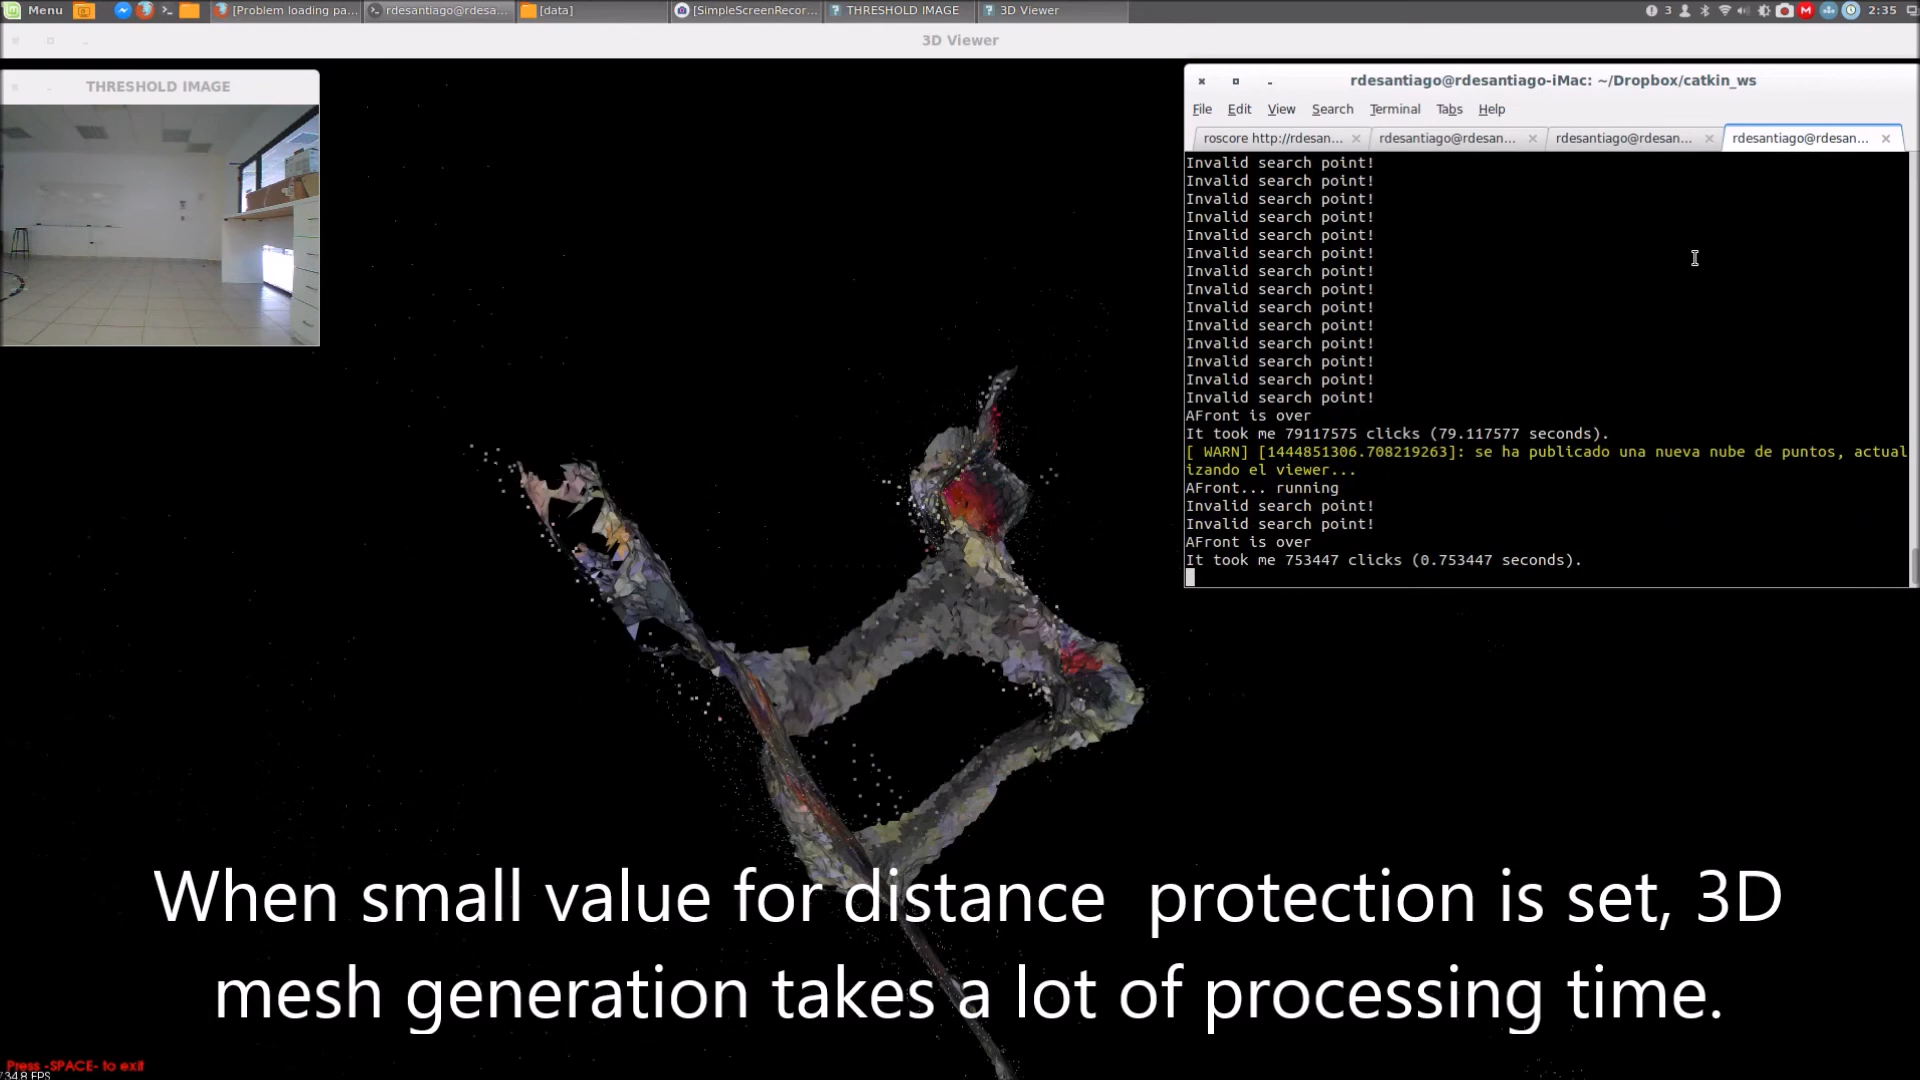 Menu
[Problem loading pa...
rdesantiago@rdesa...
[data]
[SimpleScreenRecor...
THRESHOLD IMAGE
3D Viewer
3
2:35
3D Viewer
THRESHOLD IMAGE
rdesantiago@rdesantiago-iMac: ~/Dropbox/catkin_ws
File Edit View Search Terminal Tabs Help
roscore http://rdesan...
rdesantiago@rdesan...
rdesantiago@rdesan...
rdesantiago@rdesan...
Invalid search point!
Invalid search point!
Invalid search point!
Invalid search point!
Invalid search point!
Invalid search point!
Invalid search point!
Invalid search point!
Invalid search point!
Invalid search point!
Invalid search point!
Invalid search point!
Invalid search point!
Invalid search point!
AFront is over
It took me 79117575 clicks (79.117577 seconds).
[ WARN] [1444851306.708219263]: se ha publicado una nueva nube de puntos, actual
izando el viewer...
AFront... running
Invalid search point!
Invalid search point!
AFront is over
It took me 753447 clicks (0.753447 seconds).
When small value for distance  protection is set, 3D
mesh generation takes a lot of processing time.
Press -SPACE- to exit
734.8 FPS